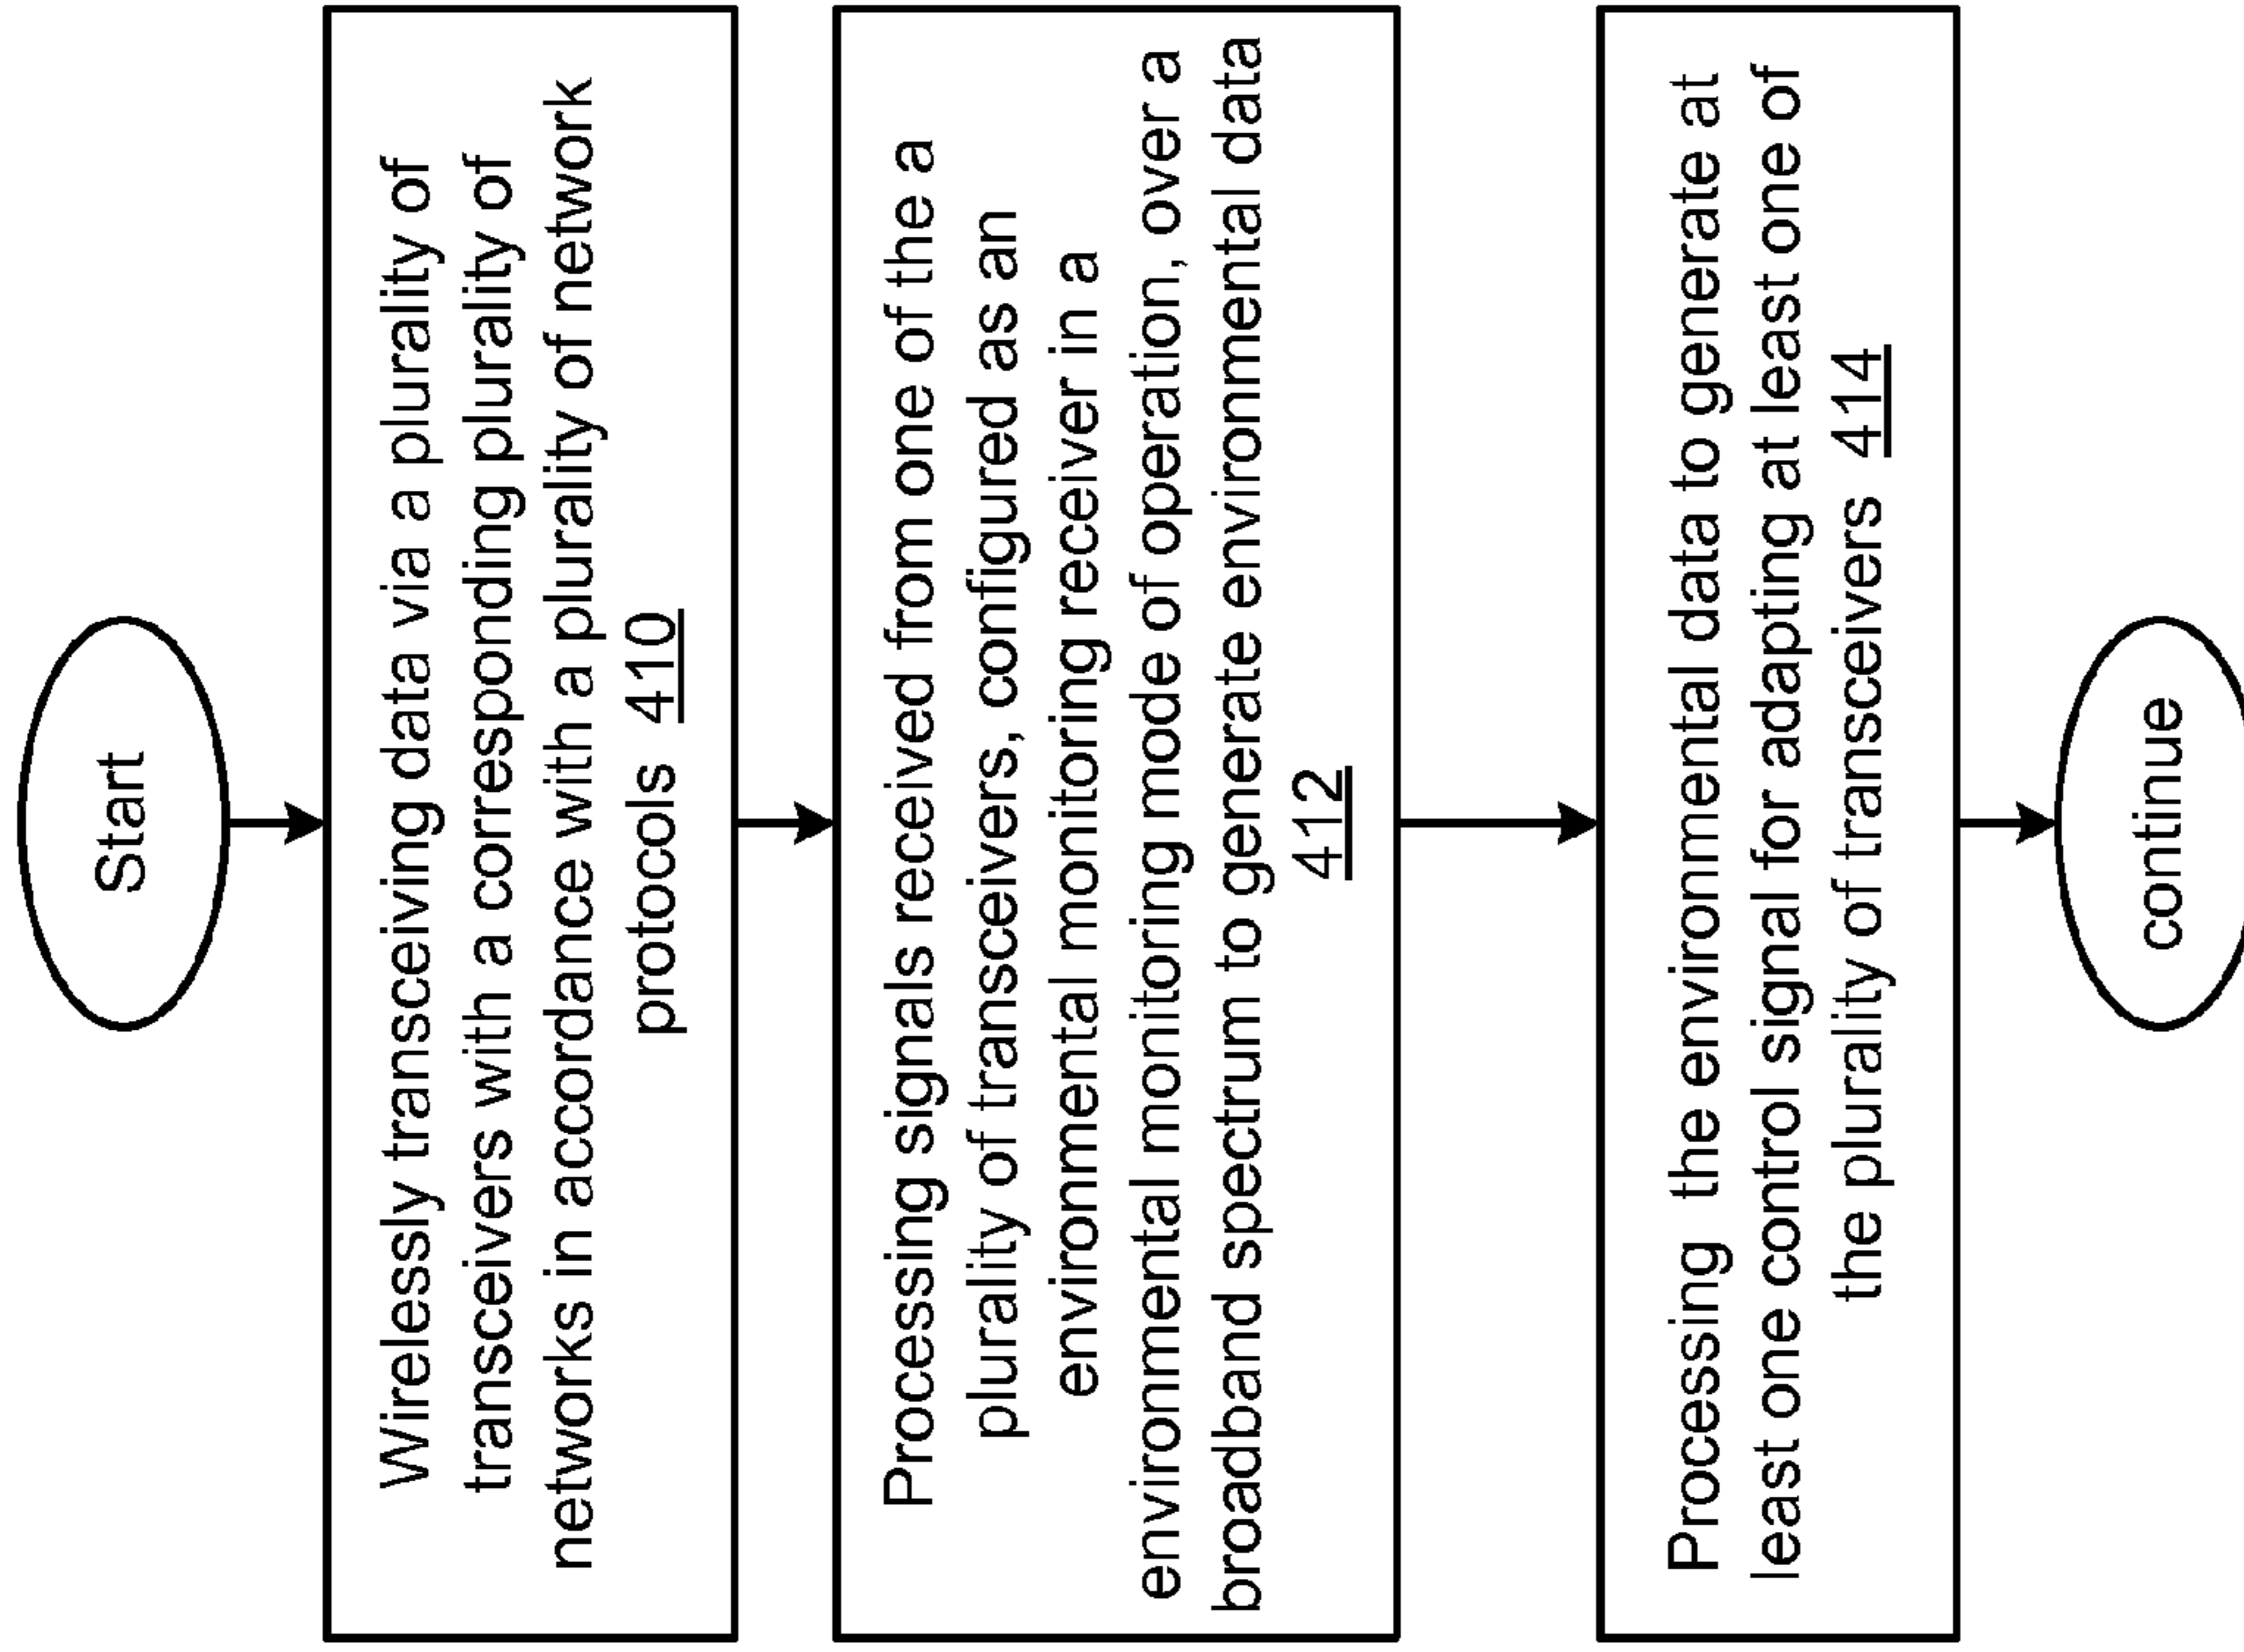 Start
Wirelessly transceiving data via a plurality of
transceivers with a corresponding plurality of
networks in accordance with a plurality of network
protocols 410
Processing signals received from one of the a
plurality of transceivers, configured as an
environmental monitoring receiver in a
environmental monitoring mode of operation, over a
broadband spectrum to generate environmental data
412
Processing the environmental data to generate at
least one control signal for adapting at least one of
the plurality of transceivers 414
continue